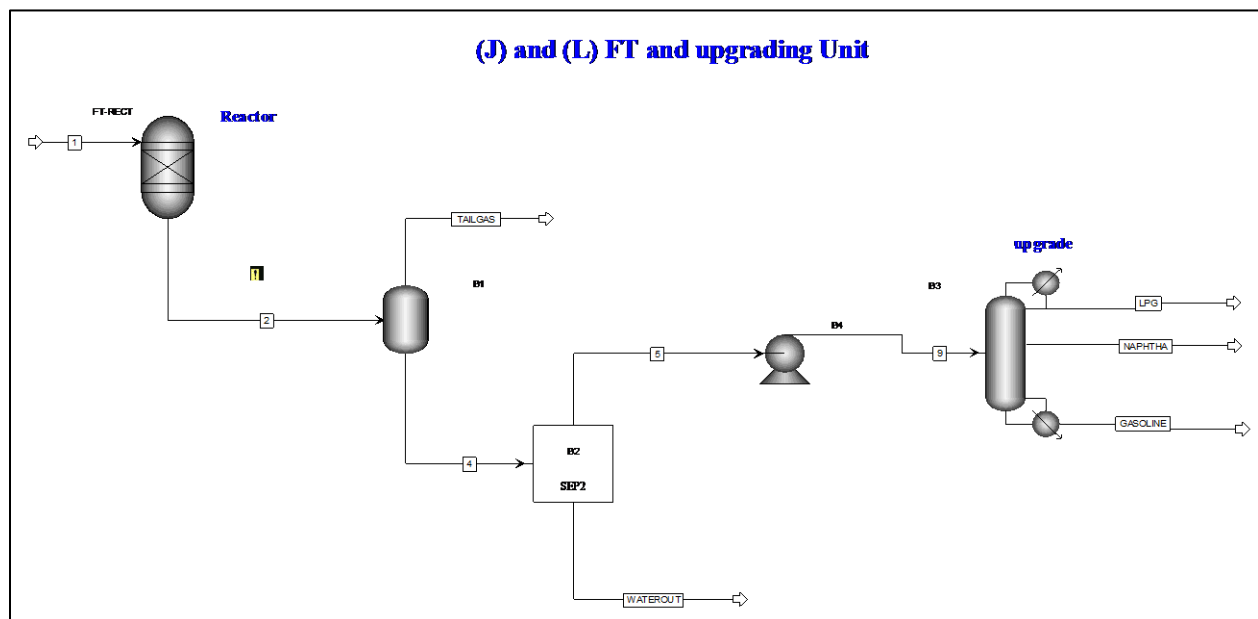 (J) and (L) FT and upgrading Unit
FT-RECT
Reactor
1
TAILGAS
upgrade
!
B1
B3
2
LPG
B4
5
9
NAPHTHA
GASOLINE
B2
4
SEP2
WATEROUT